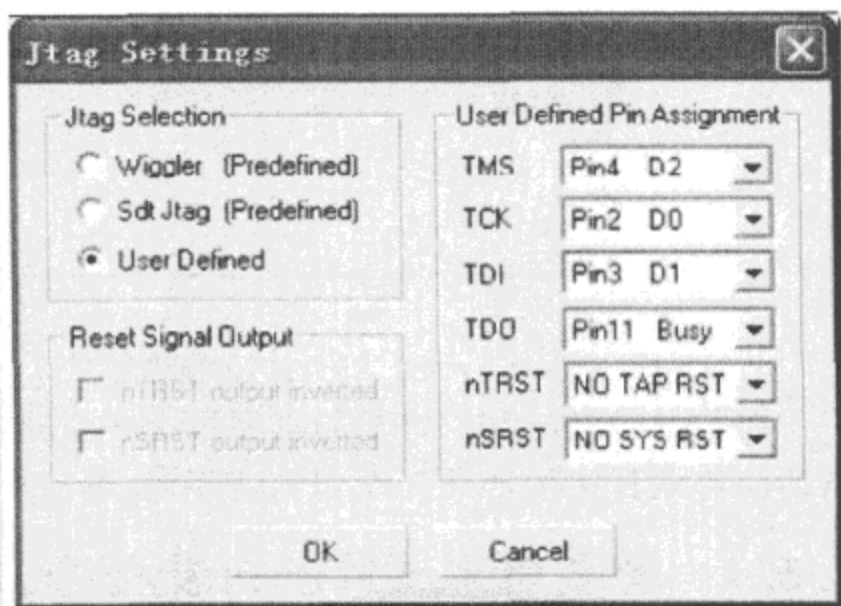 Jtag Settings
Jtag Selection
Wiggler (Predefined)
Sdt Jtag (Predefined)
User Defined
Reset Signal Output
nTRST output inverted
nSRST output inverted
User Defined Pin Assignment
TMS Pin4 D2
TCK Pin2 D0
TDI Pin3 D1
TDO Pin11 Busy
nTRST NO TAP RST
nSRST NO SYS RST
OK Cancel